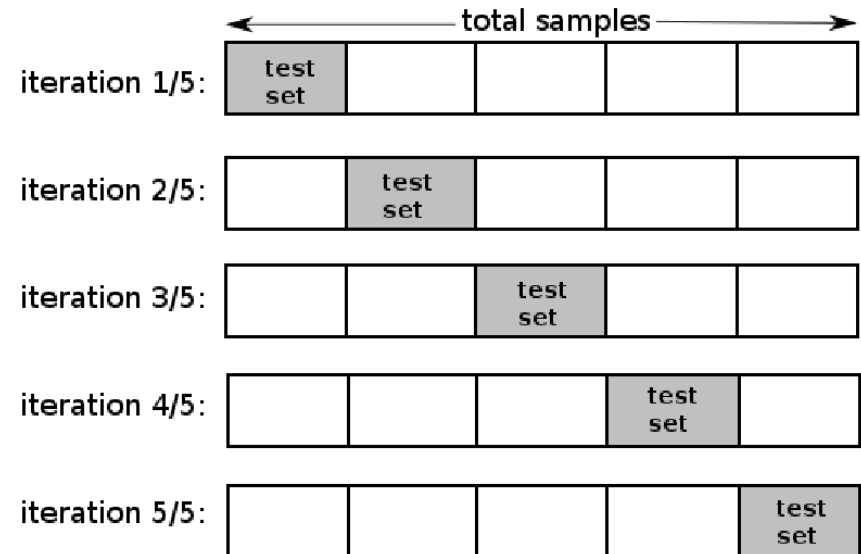 total samples
iteration 1/5:
test
set
iteration 2/5:
test
set
iteration 3/5:
test
set
iteration 4/5:
test
set
iteration 5/5:
test
set